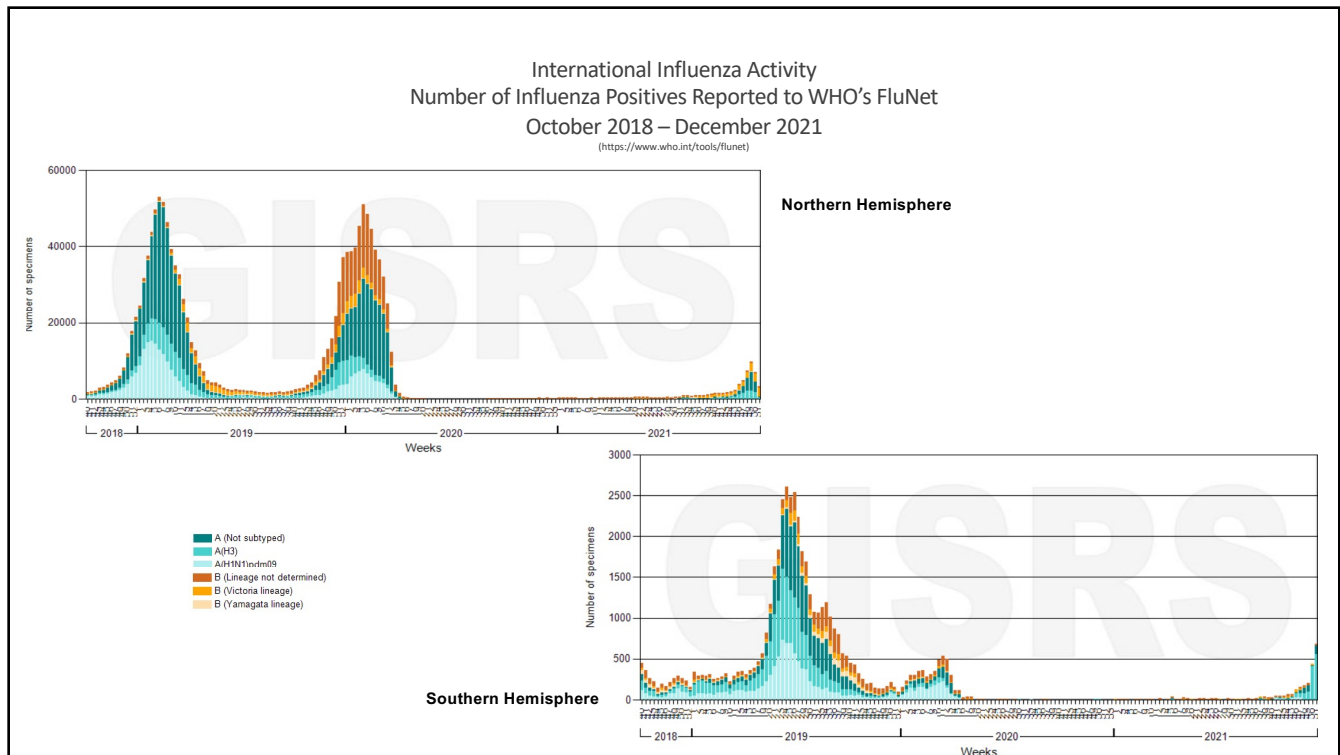 International Influenza Activity
Number of Influenza Positives Reported to WHO's FluNet
October 2018 – December 2021
(https://www.who.int/tools/flunet)
Northern Hemisphere
GISRS
Number of specimens
60000
40000
20000
0
2018 2019 2020 2021
Weeks
GISRS
Number of specimens
3000
2500
2000
1500
1000
500
0
2018 2019 2020 2021
Weeks
A (Not subtyped)
A(H3)
A(H1N1)pdm09
B (Lineage not determined)
B (Victoria lineage)
B (Yamagata lineage)
Southern Hemisphere